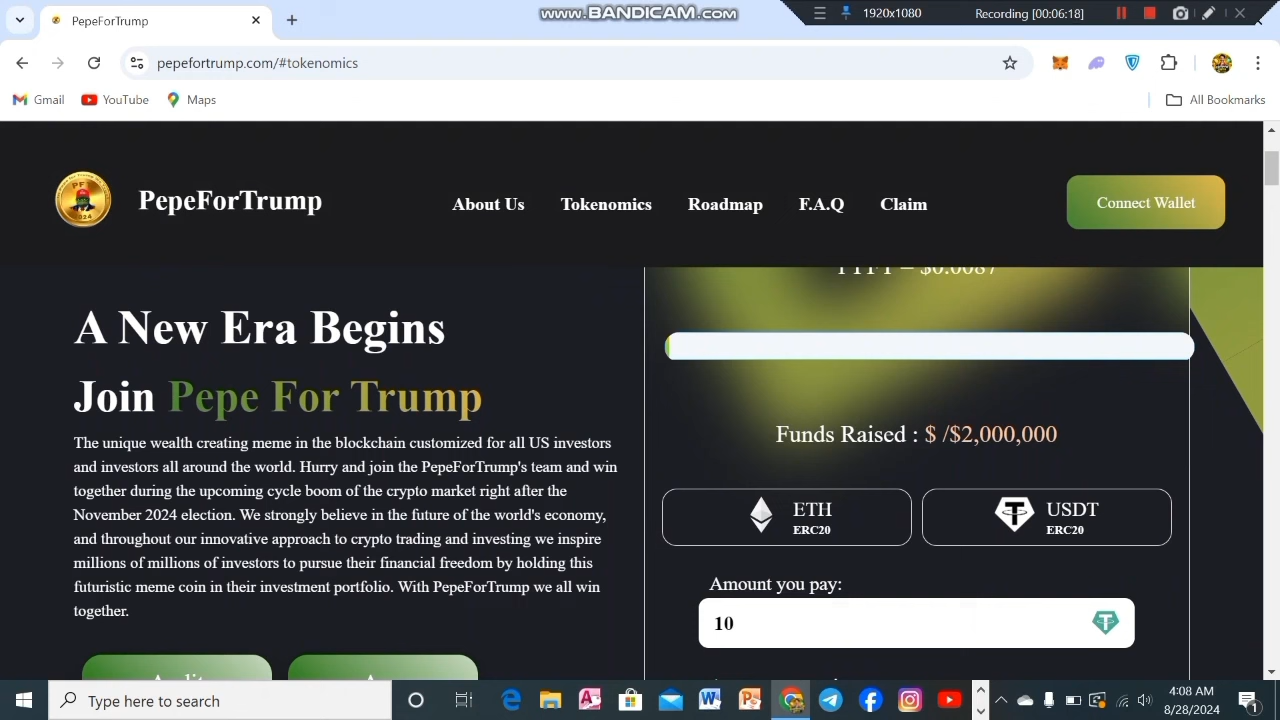 PepeForTrump
www.BANDICAM.com
1920x1080
Recording [00:06:18]
pepefortrump.com/#tokenomics
Gmail
YouTube
Maps
All Bookmarks
PepeForTrump
About Us
Tokenomics
Roadmap
F.A.Q
Claim
Connect Wallet
A New Era Begins
Join Pepe For Trump
The unique wealth creating meme in the blockchain customized for all US investors
and investors all around the world. Hurry and join the PepeForTrump's team and win
together during the upcoming cycle boom of the crypto market right after the
November 2024 election. We strongly believe in the future of the world's economy,
and throughout our innovative approach to crypto trading and investing we inspire
millions of millions of investors to pursue their financial freedom by holding this
futuristic meme coin in their investment portfolio. With PepeForTrump we all win
together.
Funds Raised : $ /$2,000,000
ETH
ERC20
USDT
ERC20
Amount you pay:
10
Type here to search
4:08 AM
8/28/2024